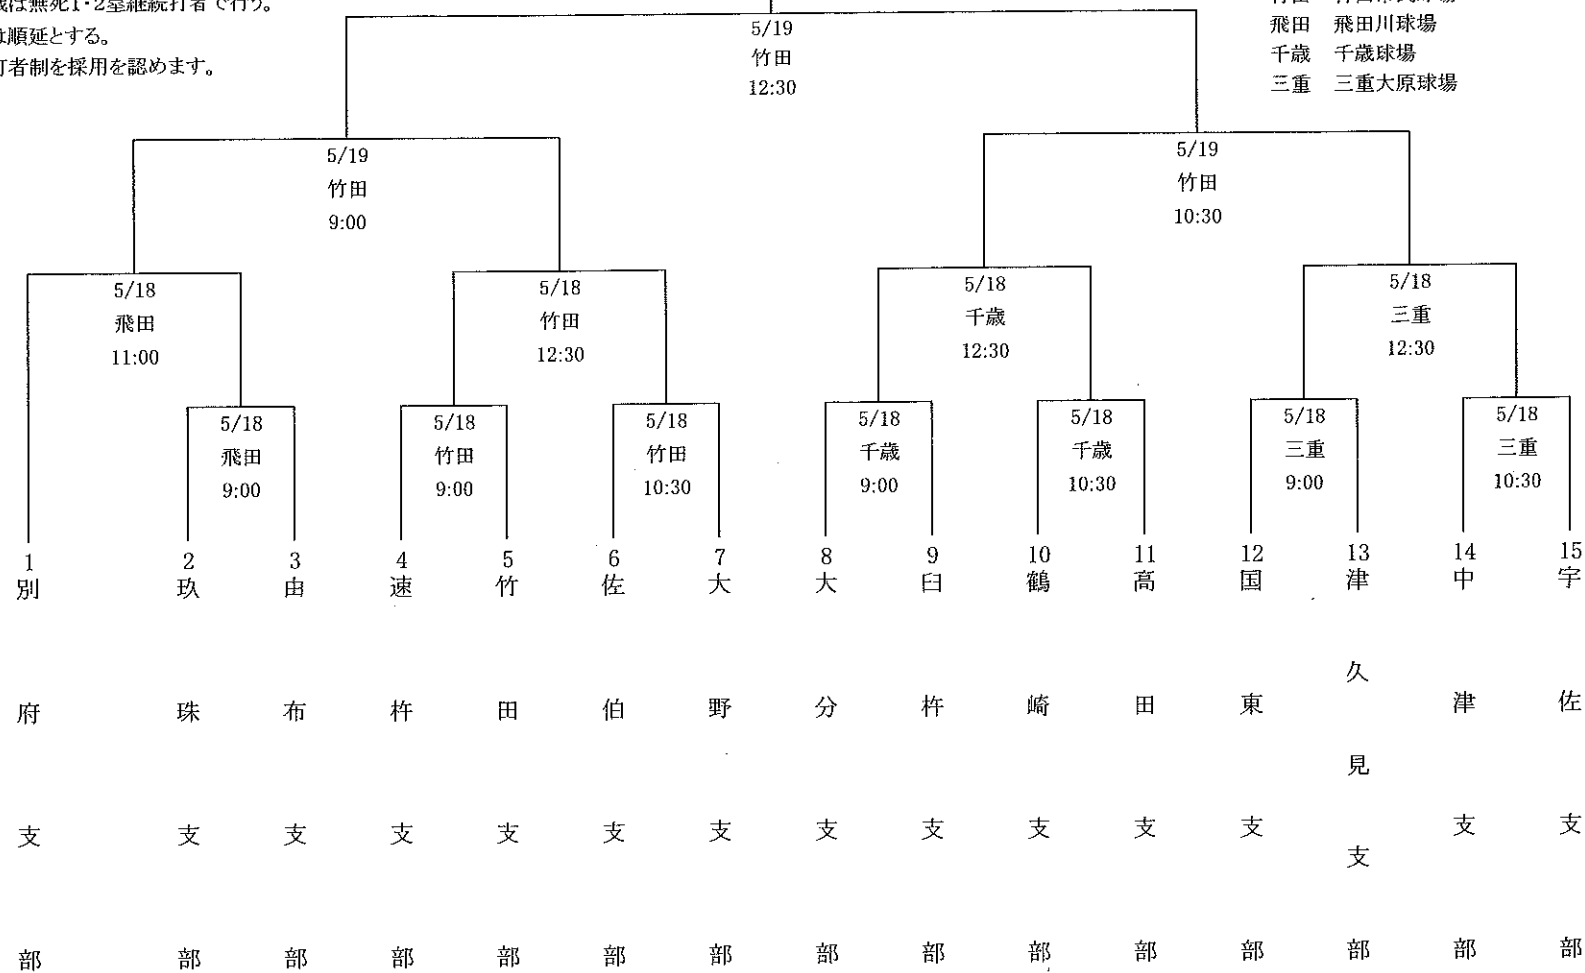 戦は無死1・2塁継続打者で行う。
は順延とする。
打者制を採用を認めます。
竹田 竹田市民球場
飛田 飛田川球場
千歳 千歳球場
三重 三重大原球場
5/19
竹田
12:30
5/19
竹田
9:00
5/19
竹田
10:30
5/18
飛田
11:00
5/18
竹田
12:30
5/18
千歳
12:30
5/18
三重
12:30
5/18
飛田
9:00
5/18
竹田
9:00
5/18
竹田
10:30
5/18
千歳
9:00
5/18
千歳
10:30
5/18
三重
9:00
5/18
三重
10:30
1
別府支部
2
玖珠支部
3
由布支部
4
速杵支部
5
竹田支部
6
佐伯支部
7
大野支部
8
大分支部
9
臼杵支部
10
鶴崎支部
11
高田支部
12
国東支部
13
津久見支部
14
中津支部
15
宇佐支部